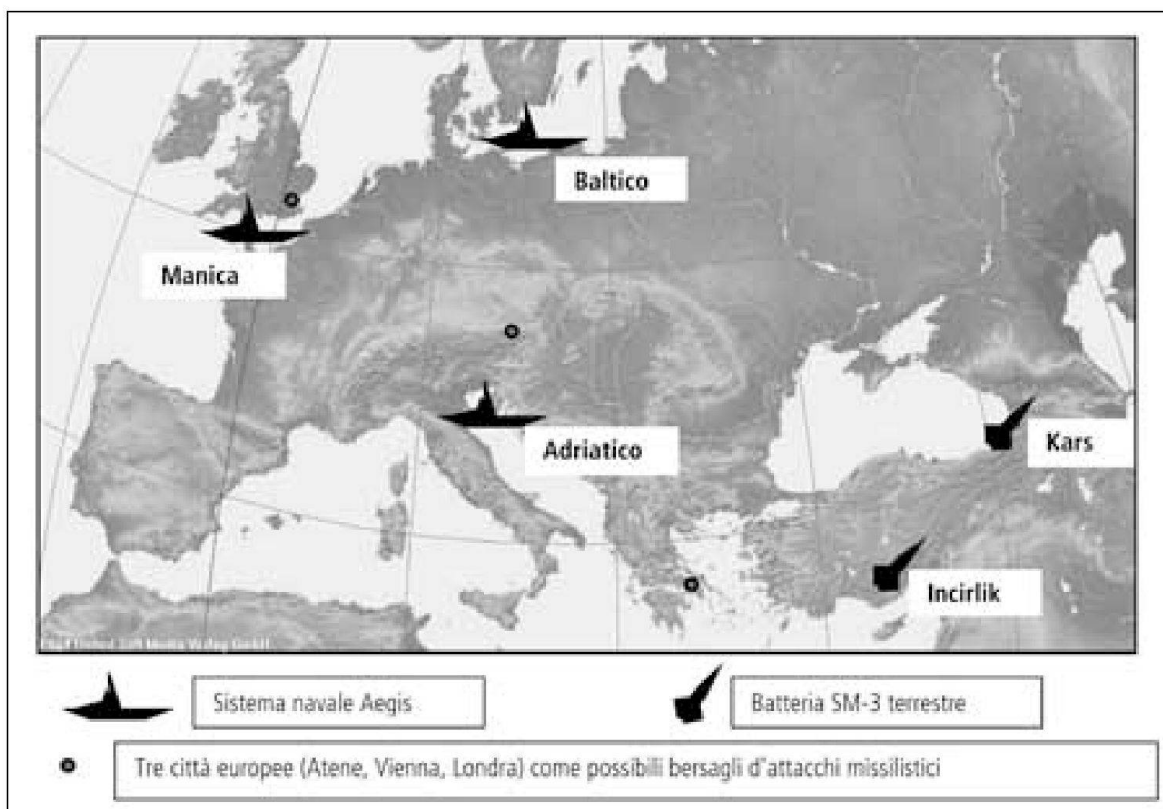 Baltico
Manica
Adriatico
Kars
Incirlik
Sistema navale Aegis
Batteria SM-3 terrestre
Tre città europee (Atene, Vienna, Londra) come possibili bersagli d'attacchi missilistici